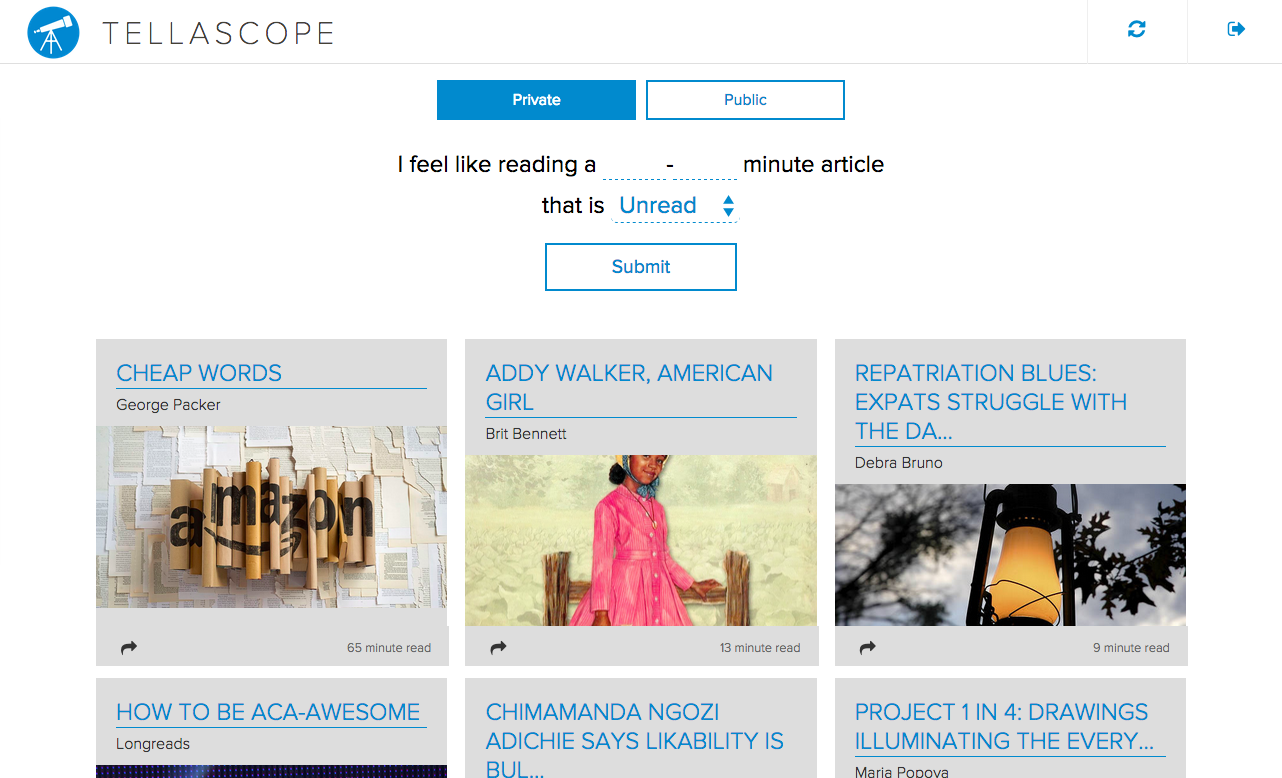 TELLASCOPE
Private
Public
I feel like reading a - minute article
that is Unread
Submit
CHEAP WORDS
George Packer
amazon
65 minute read
ADDY WALKER, AMERICAN
GIRL
Brit Bennett
13 minute read
REPATRIATION BLUES:
EXPATS STRUGGLE WITH
THE DA...
Debra Bruno
9 minute read
HOW TO BE ACA-AWESOME
Longreads
CHIMAMANDA NGOZI
ADICHIE SAYS LIKABILITY IS
BUL...
PROJECT 1 IN 4: DRAWINGS
ILLUMINATING THE EVERY...
Maria Popova